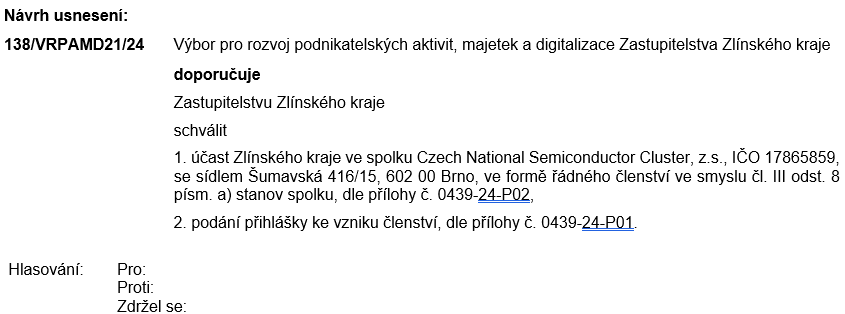 Návrh usnesení:
138/VRPAMD21/24 Výbor pro rozvoj podnikatelských aktivit, majetek a digitalizace Zastupitelstva Zlínského kraje
doporučuje
Zastupitelstvu Zlínského kraje
schválit
1. účast Zlínského kraje ve spolku Czech National Semiconductor Cluster, z.s., IČO 17865859,
se sídlem Šumavská 416/15, 602 00 Brno, ve formě řádného členství ve smyslu čl. III odst. 8
písm. a) stanov spolku, dle přílohy č. 0439-24-P02,
2. podání přihlášky ke vzniku členství, dle přílohy č. 0439-24-P01.
Hlasování: Pro:
Proti:
Zdržel se: